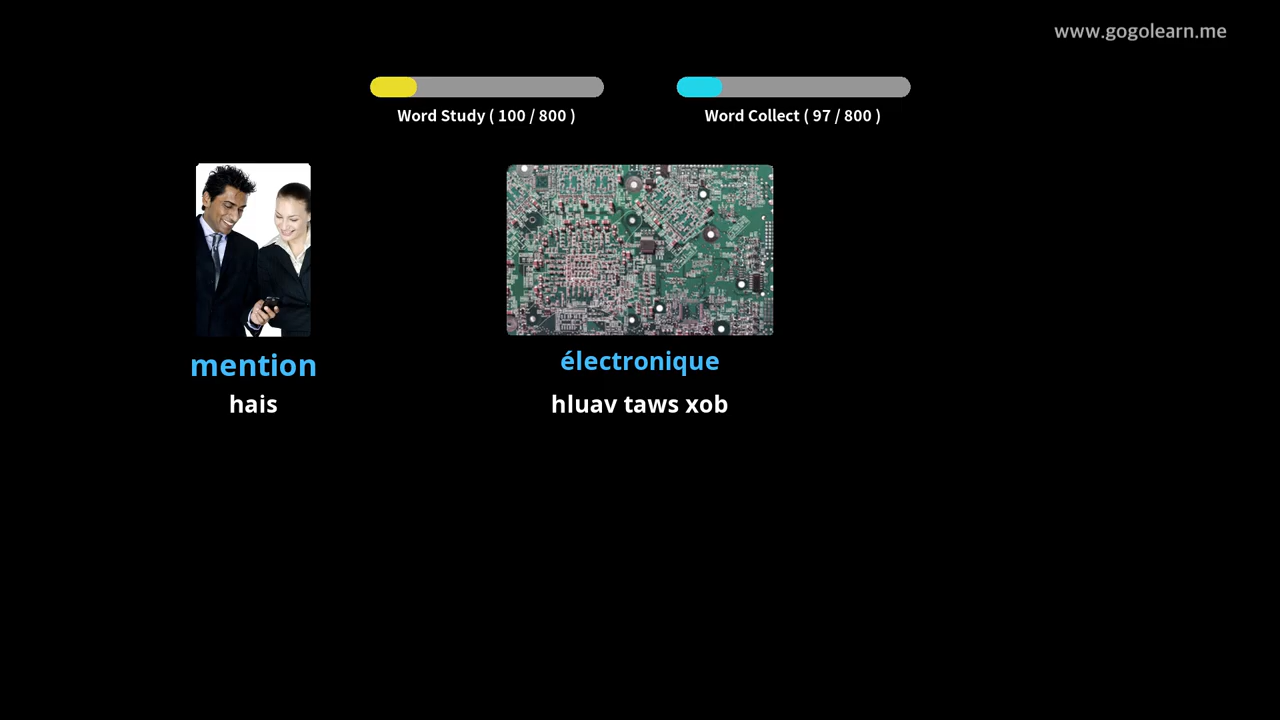 www.gogolearn.me
Word Study ( 100 / 800 )
Word Collect ( 97 / 800 )
mention
hais
électronique
hluav taws xob